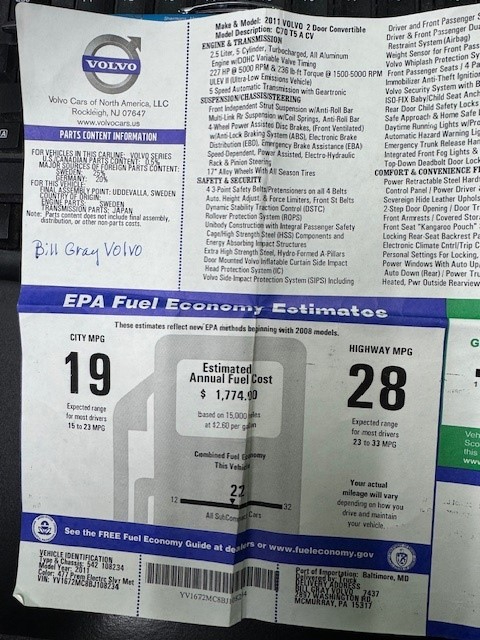 VOLVO
Volvo Cars of North America, LLC
Rockleigh, NJ 07647
www.volvocars.us
PARTS CONTENT INFORMATION
FOR VEHICLES IN THIS CARLINE: VOLVO SERIES
U.S./CANADIAN PARTS CONTENT: 0.5%
MAJOR SOURCES OF FOREIGN PARTS CONTENT:
SWEDEN: 25%
GERMANY: 25%
FOR THIS VEHICLE:
FINAL ASSEMBLY POINT: UDDEVALLA, SWEDEN
COUNTRY OF ORIGIN:
ENGINE PARTS: SWEDEN
TRANSMISSION PARTS: JAPAN
Note: Parts content does not include final assembly,
distribution, or other non-parts costs.
Bill Gray VOLVO
Make & Model: 2011 VOLVO 2 Door Convertible
Model Description: C70 T5 A CV
ENGINE & TRANSMISSION
2.5 Liter, 5 Cylinder, Turbocharged, All Aluminum
Engine w/DOHC Variable Valve Timing
227 HP @ 5000 RPM & 236 lb-ft Torque @ 1500-5000 RPM
ULEV II (Ultra Low Emissions Vehicle)
5 Speed Automatic Transmission with Geartronic
SUSPENSION/CHASSIS/STEERING
Front Independent Strut Suspension w/Anti-Roll Bar
Multi-Link Rr Suspension w/Coil Springs, Anti-Roll Bar
4-Wheel Power Assisted Disc Brakes, (Front Ventilated)
w/Anti-Lock Braking System (ABS), Electronic Brake
Distribution (EBD), Emergency Brake Assistance (EBA)
Speed-Dependent, Power Assisted, Electro-Hydraulic
Rack & Pinion Steering
17" Alloy Wheels With All Season Tires
SAFETY & SECURITY
4 3-Point Safety Belts/Pretensioners on all 4 Belts
Auto. Height Adjust. & Force Limiters, Front St Belts
Dynamic Stability Traction Control (DSTC)
Rollover Protection System (ROPS)
Unibody Construction with Integral Passenger Safety
Cage/High Strength Steel (HSS) Components and
Energy Absorbing Impact Structures
Extra High Strength Steel, Hydro Formed A-Pillars
Door Mounted Volvo Inflatable Curtain Side Impact
Head Protection System (IC)
Volvo Side-Impact Protection System (SIPS) Including
Driver and Front Passenger S
Driver & Front Passenger Dua
Restraint System (Airbag)
Weight Sensor for Front Pass
Volvo Whiplash Protection Sy
Front Passenger Seats / 4 Pa
Immobilizer Anti-Theft Ignition
Volvo Security System with B
ISO-FIX Baby/Child Seat Anch
Rear Door Child Safety Locks
Safe Approach & Home Safe L
Daytime Running Lights w/Pro
Automatic Hazard Warning Lig
Emergency Trunk Release Han
Integrated Front Fog Lights & R
Top-Down Deadbolt Door Lock
COMFORT & CONVENIENCE F
Power Retractable Steel Hard
Control Panel / Power Driver &
Sovereign Hide Leather Uphols
2-Step Door Opening / Door Tr
Front Armrests / Covered Stora
Front Seat "Kangaroo Pouch"
Locking Rear-Seat Backrest Pa
Electronic Climate Cntrl/Trip C
Personal Settings For Locking,
Power Windows With Auto Up/
Auto Down (Rear) / Power Tru
Heated, Pwr Outside Rearview
EPA Fuel Economy Estimates
These estimates reflect new EPA methods beginning with 2008 models.
CITY MPG
19
Expected range
for most drivers
15 to 23 MPG
Estimated
Annual Fuel Cost
$ 1,774.00
based on 15,000 miles
at $2.60 per gallon
Combined Fuel Economy
This Vehicle
22
12
32
All SubCompact Cars
HIGHWAY MPG
28
Expected range
for most drivers
23 to 33 MPG
Your actual
mileage will vary
depending on how you
drive and maintain
your vehicle.
G
Veh
Sco
this
www
See the FREE Fuel Economy Guide at dealers or www.fueleconomy.gov
VEHICLE IDENTIFICATION
Type & Chassis: 542 108234
Model Year: 2011
Color: 477 Prem Electrc Slvr Met
VIN: YV1672MC8BJ108234
Port of Importation: Baltimore, MD
Delivered by: Truck
DELIVERY ADDRESS
BILL GRAY VOLVO 7437
2897 WASHINGTON RD.
MCMURRAY, PA 15317